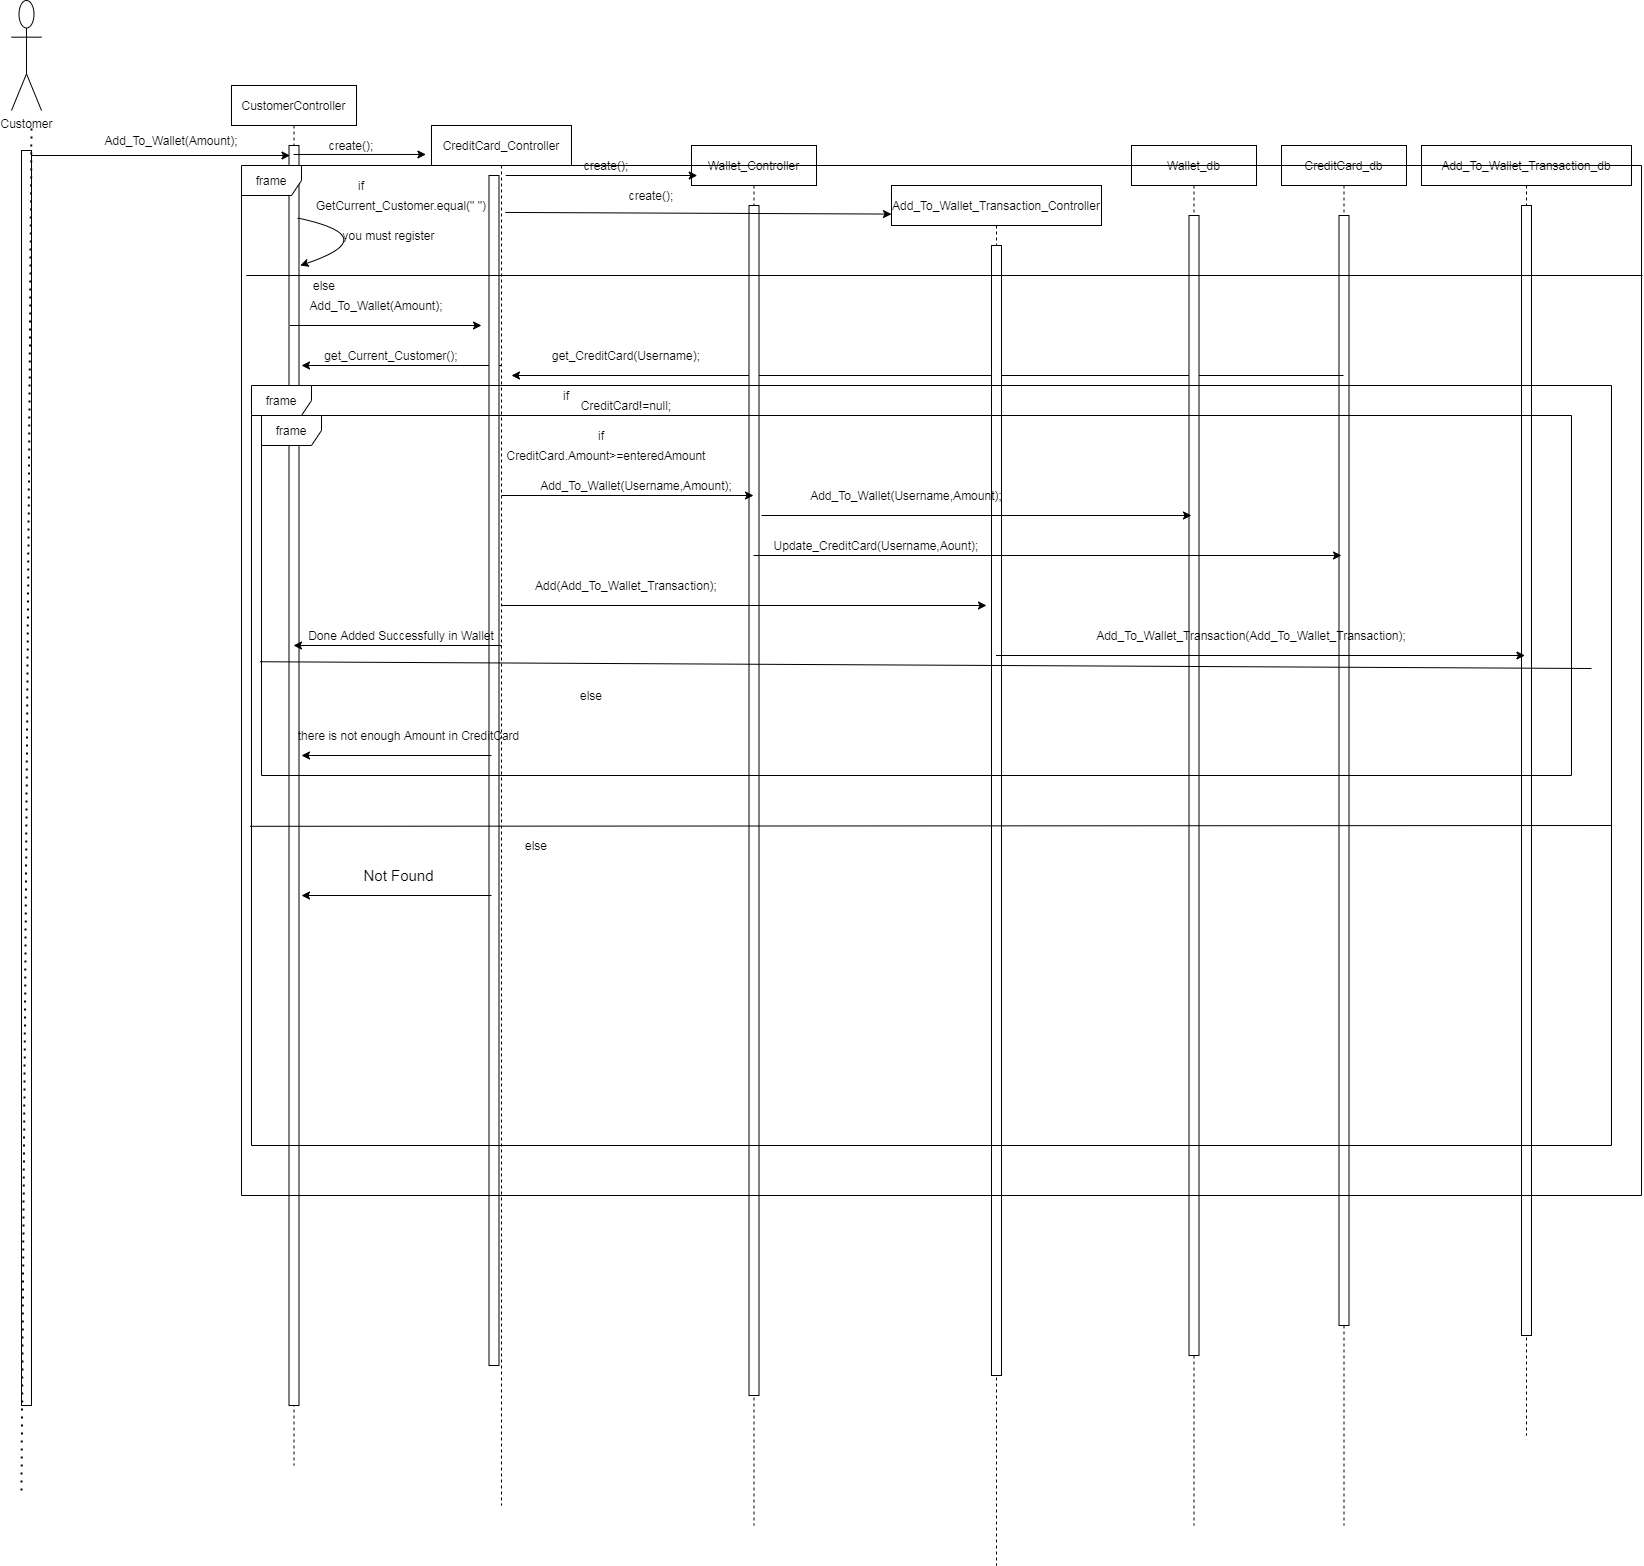 Customer
CustomerController
Add_To_Wallet(Amount);
create();
CreditCard_Controller
create();
Wallet_Controller
Wallet_db
CreditCard_db
Add_To_Wallet_Transaction_db
frame
if
GetCurrent_Customer.equal(" ")
create();
Add_To_Wallet_Transaction_Controller
you must register
else
Add_To_Wallet(Amount);
get_Current_Customer();
get_CreditCard(Username);
frame
if
CreditCard!=null;
frame
if
CreditCard.Amount>=enteredAmount
Add_To_Wallet(Username,Amount);
Add_To_Wallet(Username,Amount);
Update_CreditCard(Username,Aount);
Add(Add_To_Wallet_Transaction);
Done Added Successfully in Wallet
Add_To_Wallet_Transaction(Add_To_Wallet_Transaction);
else
there is not enough Amount in CreditCard
else
Not Found